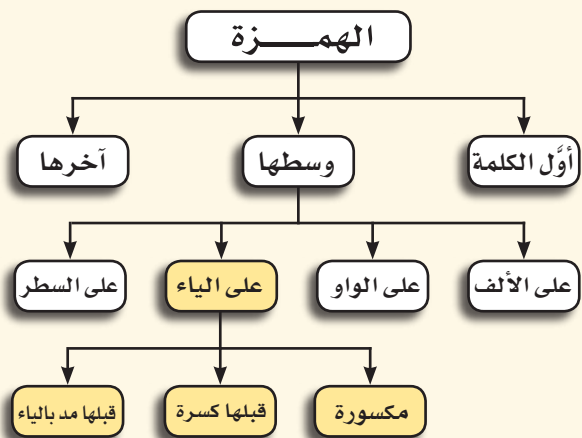 الهمـــــزة
أوَّل الكلمة
وسطها
آخرها
على الألف
على الواو
على الياء
على السطر
مكسورة
قبلها كسرة
قبلها مد بالياء